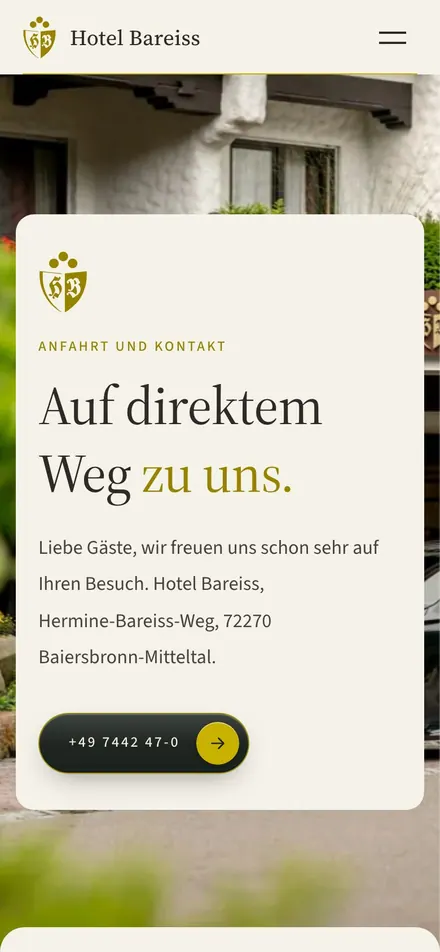 Hotel Bareiss
HB
ANFAHRT UND KONTAKT
Auf direktem
Weg zu uns.
Liebe Gäste, wir freuen uns schon sehr auf
Ihren Besuch. Hotel Bareiss,
Hermine-Bareiss-Weg, 72270
Baiersbronn-Mitteltal.
+49 7442 47-0